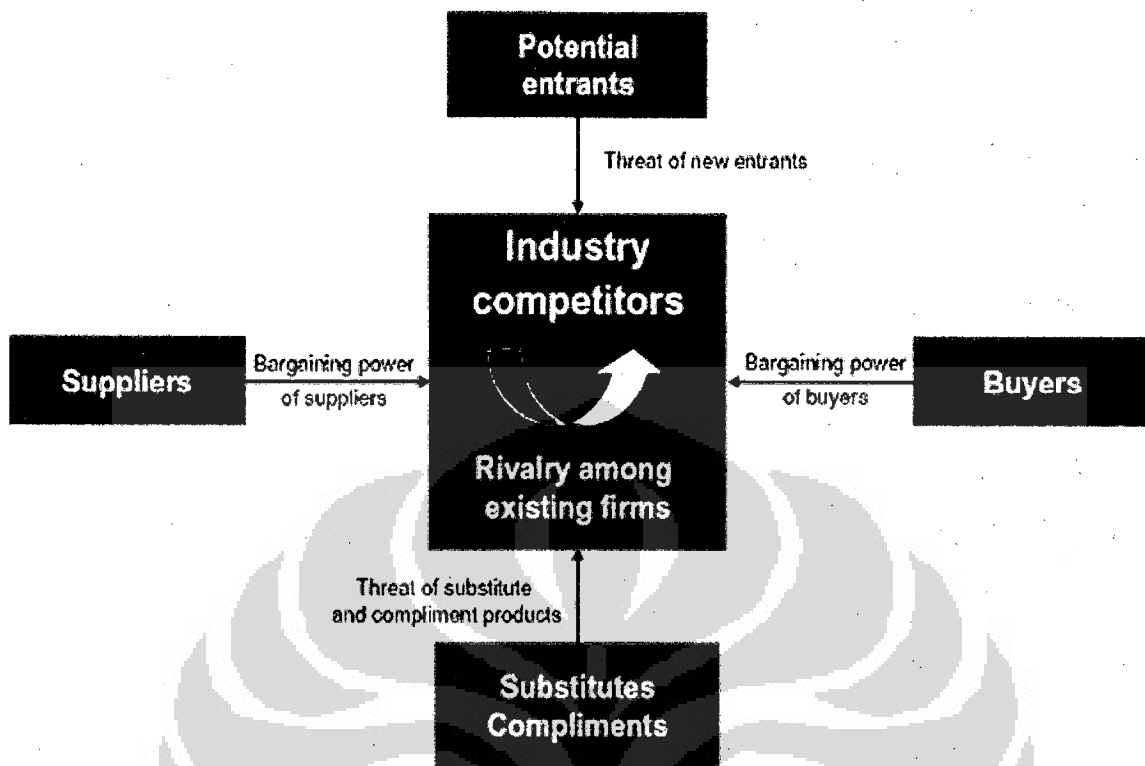 Potential
entrants
Threat of new entrants
Industry
competitors
Suppliers
Bargaining power
of suppliers
Bargaining power
of buyers
Buyers
Rivalry among
existing firms
Threat of substitute
and compliment products
Substitutes
Compliments